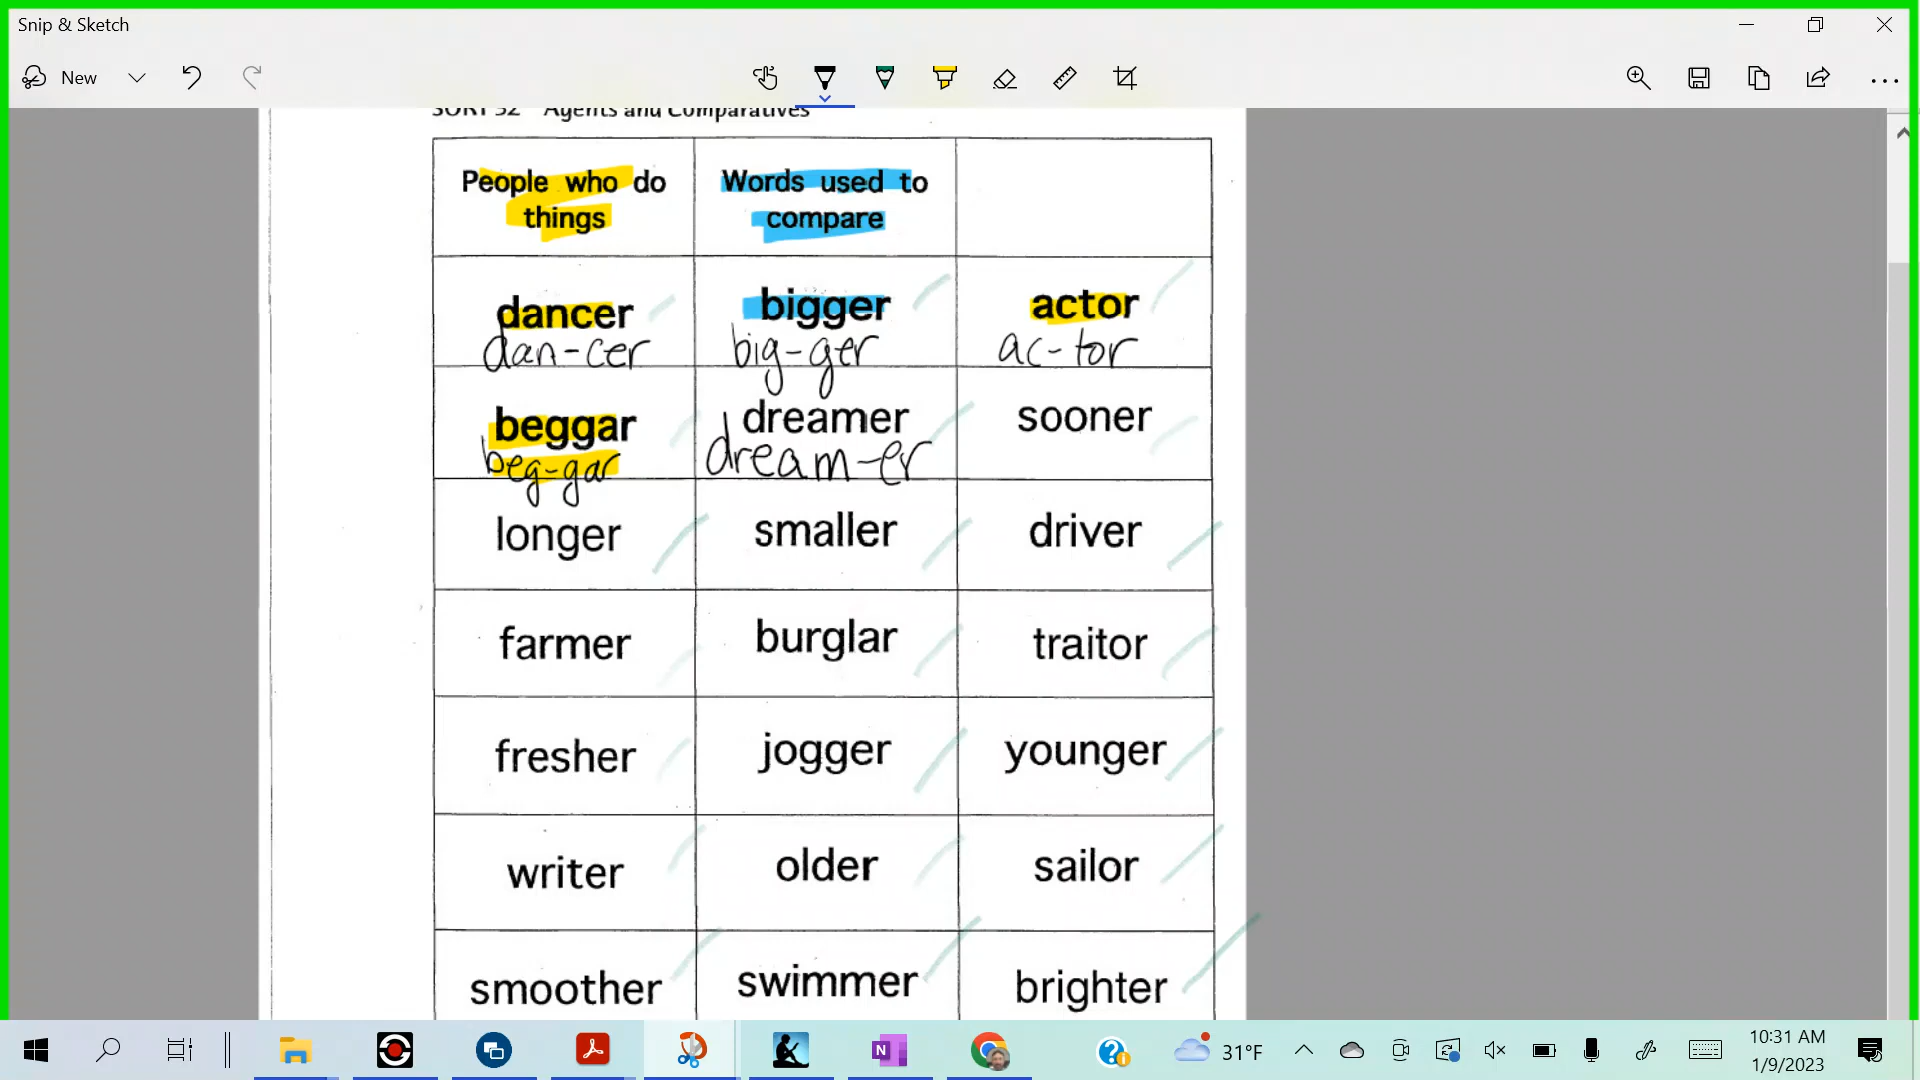 Snip & Sketch
New
SORT 52 Agents and Comparatives
People who do things
Words used to compare
dancer bigger actor
dan-cer big-ger ac-tor
beggar dreamer sooner
beg-gar dream-er
longer smaller driver
farmer burglar traitor
fresher jogger younger
writer older sailor
smoother swimmer brighter
31°F
10:31 AM
1/9/2023